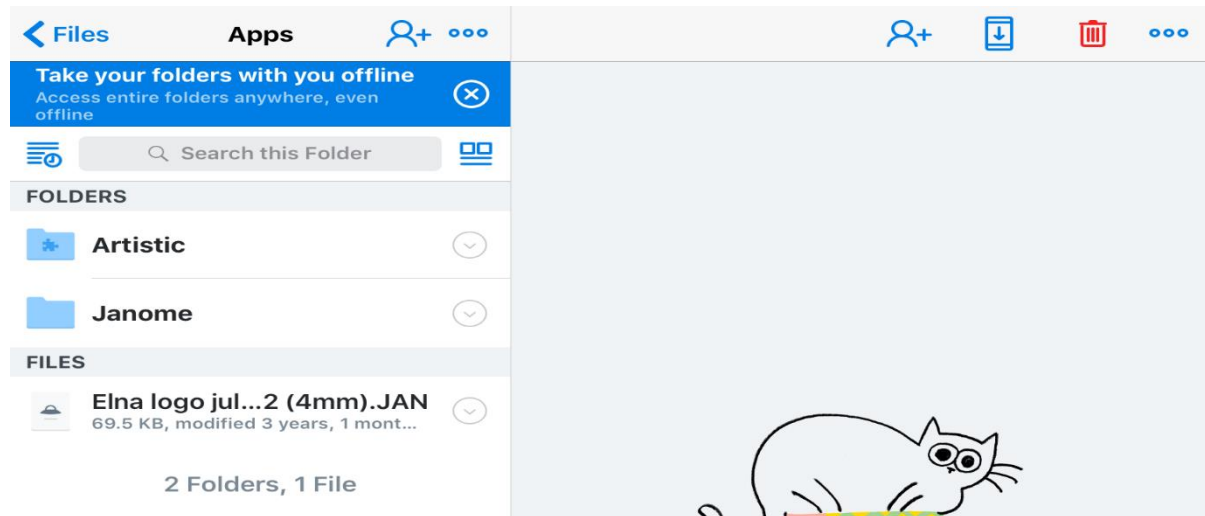 Files Apps
Take your folders with you offline
Access entire folders anywhere, even
offline
Search this Folder
FOLDERS
Artistic
Janome
FILES
Elna logo jul...2 (4mm).JAN
69.5 KB, modified 3 years, 1 mont...
2 Folders, 1 File